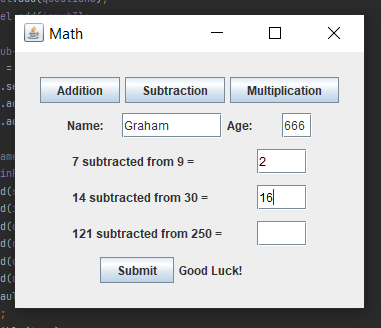 Math
Addition Subtraction Multiplication
Name: Graham Age: 666
7 subtracted from 9 = 2
14 subtracted from 30 = 16
121 subtracted from 250 =
Submit Good Luck!